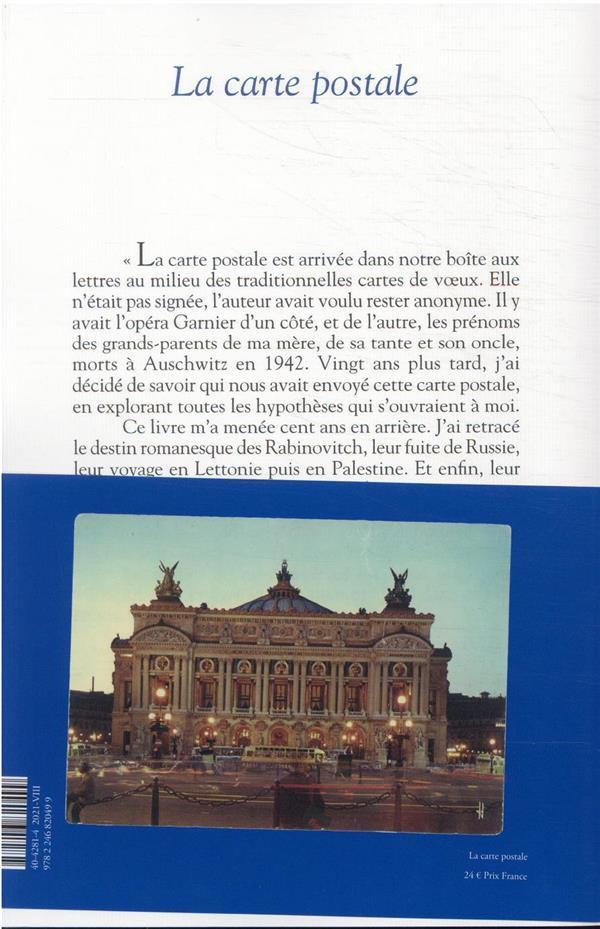 La carte postale
« La carte postale est arrivée dans notre boîte aux
lettres au milieu des traditionnelles cartes de vœux. Elle
n'était pas signée, l'auteur avait voulu rester anonyme. Il y
avait l'opéra Garnier d'un côté, et de l'autre, les prénoms
des grands-parents de ma mère, de sa tante et son oncle,
morts à Auschwitz en 1942. Vingt ans plus tard, j'ai
décidé de savoir qui nous avait envoyé cette carte postale,
en explorant toutes les hypothèses qui s'ouvraient à moi.
Ce livre m'a menée cent ans en arrière. J'ai retracé
le destin romanesque des Rabinovitch, leur fuite de Russie,
leur voyage en Lettonie puis en Palestine. Et enfin, leur
40-4281-4 2021-VIII
978 2 246 82049 9
La carte postale
24 € Prix France